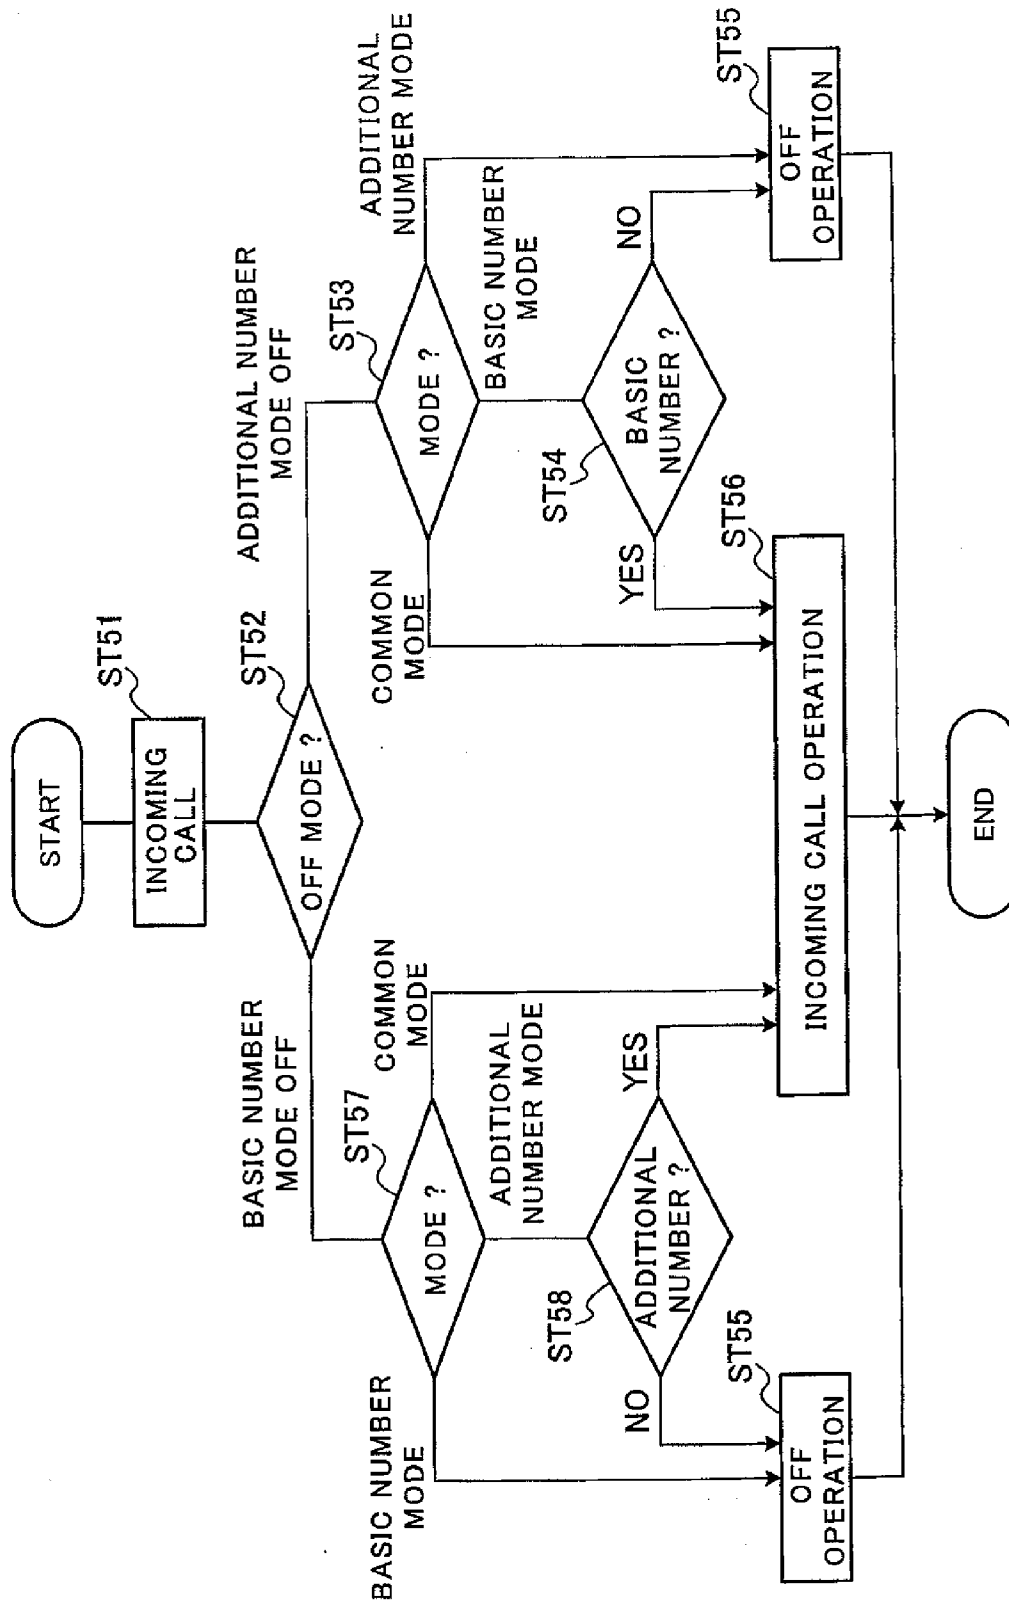 START
INCOMING
CALL
ST51
OFF MODE ?
ST52
BASIC NUMBER
MODE OFF
ADDITIONAL NUMBER
MODE OFF
MODE ?
ST57
BASIC NUMBER
MODE
COMMON
MODE
ADDITIONAL
NUMBER MODE
MODE ?
ST53
COMMON
MODE
BASIC NUMBER
MODE
ADDITIONAL
NUMBER MODE
ADDITIONAL
NUMBER ?
ST58
NO
YES
BASIC
NUMBER ?
ST54
YES
NO
OFF
OPERATION
ST55
INCOMING CALL OPERATION
ST56
OFF
OPERATION
ST55
END